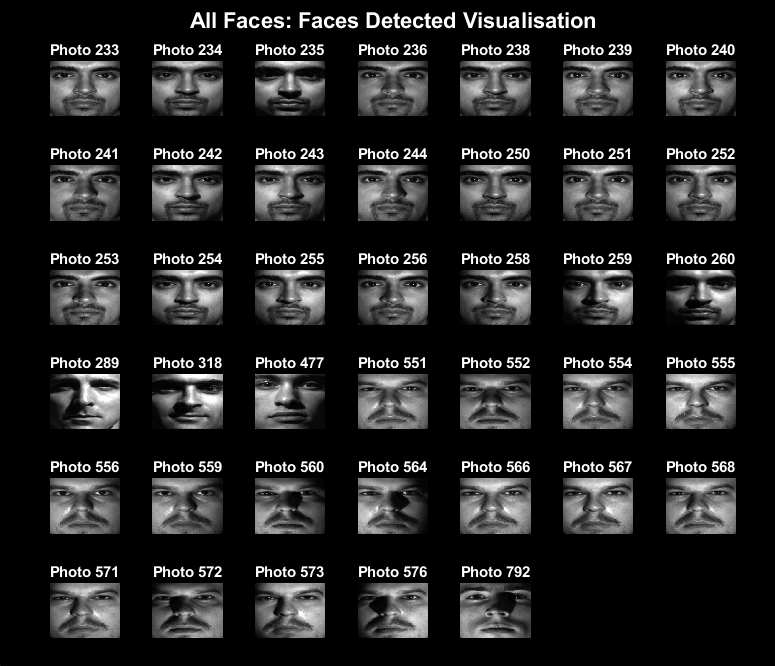 All Faces: Faces Detected Visualisation
Photo 233 Photo 234 Photo 235 Photo 236 Photo 238 Photo 239 Photo 240
Photo 241 Photo 242 Photo 243 Photo 244 Photo 250 Photo 251 Photo 252
Photo 253 Photo 254 Photo 255 Photo 256 Photo 258 Photo 259 Photo 260
Photo 289 Photo 318 Photo 477 Photo 551 Photo 552 Photo 554 Photo 555
Photo 556 Photo 559 Photo 560 Photo 564 Photo 566 Photo 567 Photo 568
Photo 571 Photo 572 Photo 573 Photo 576 Photo 792